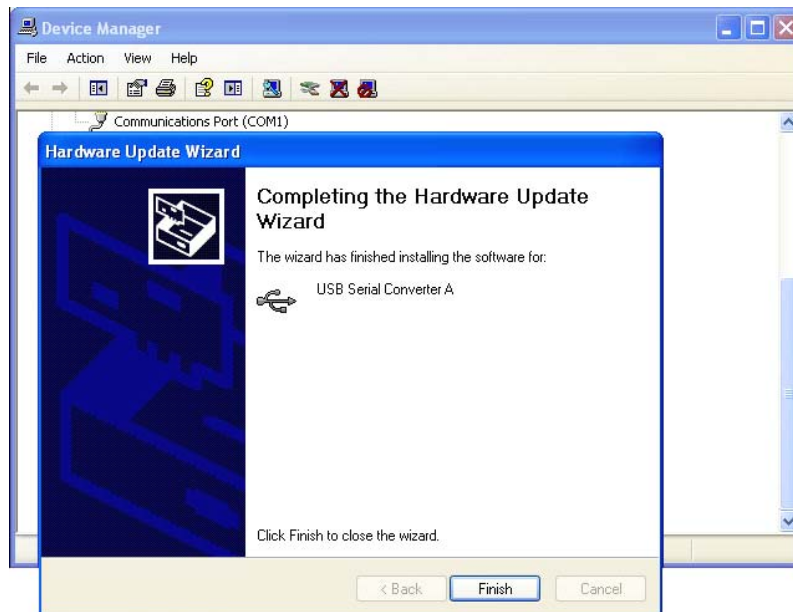 Device Manager
File Action View Help
Communications Port (COM1)
Hardware Update Wizard
Completing the Hardware Update
Wizard
The wizard has finished installing the software for:
USB Serial Converter A
Click Finish to close the wizard.
< Back Finish Cancel